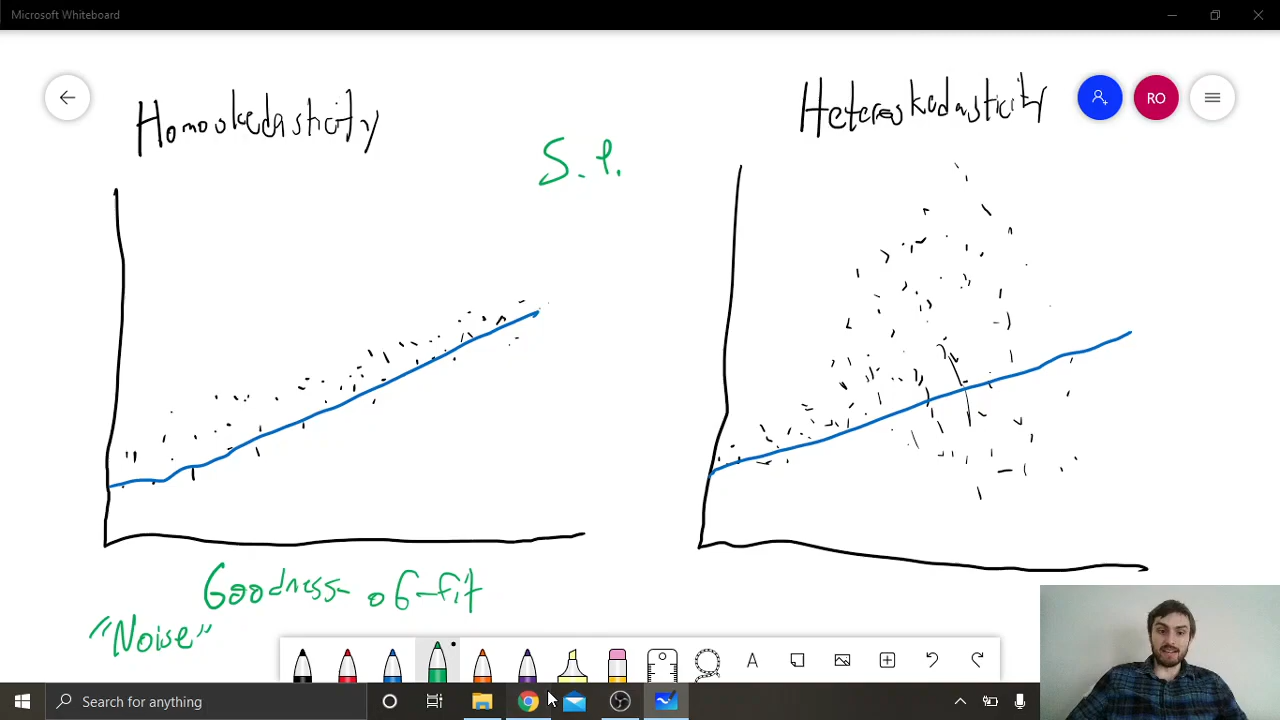 Microsoft Whiteboard
Homoskedasticity
Heteroskedasticity
RO
S.e.
Goodness-of-fit
"Noise"
A
Search for anything